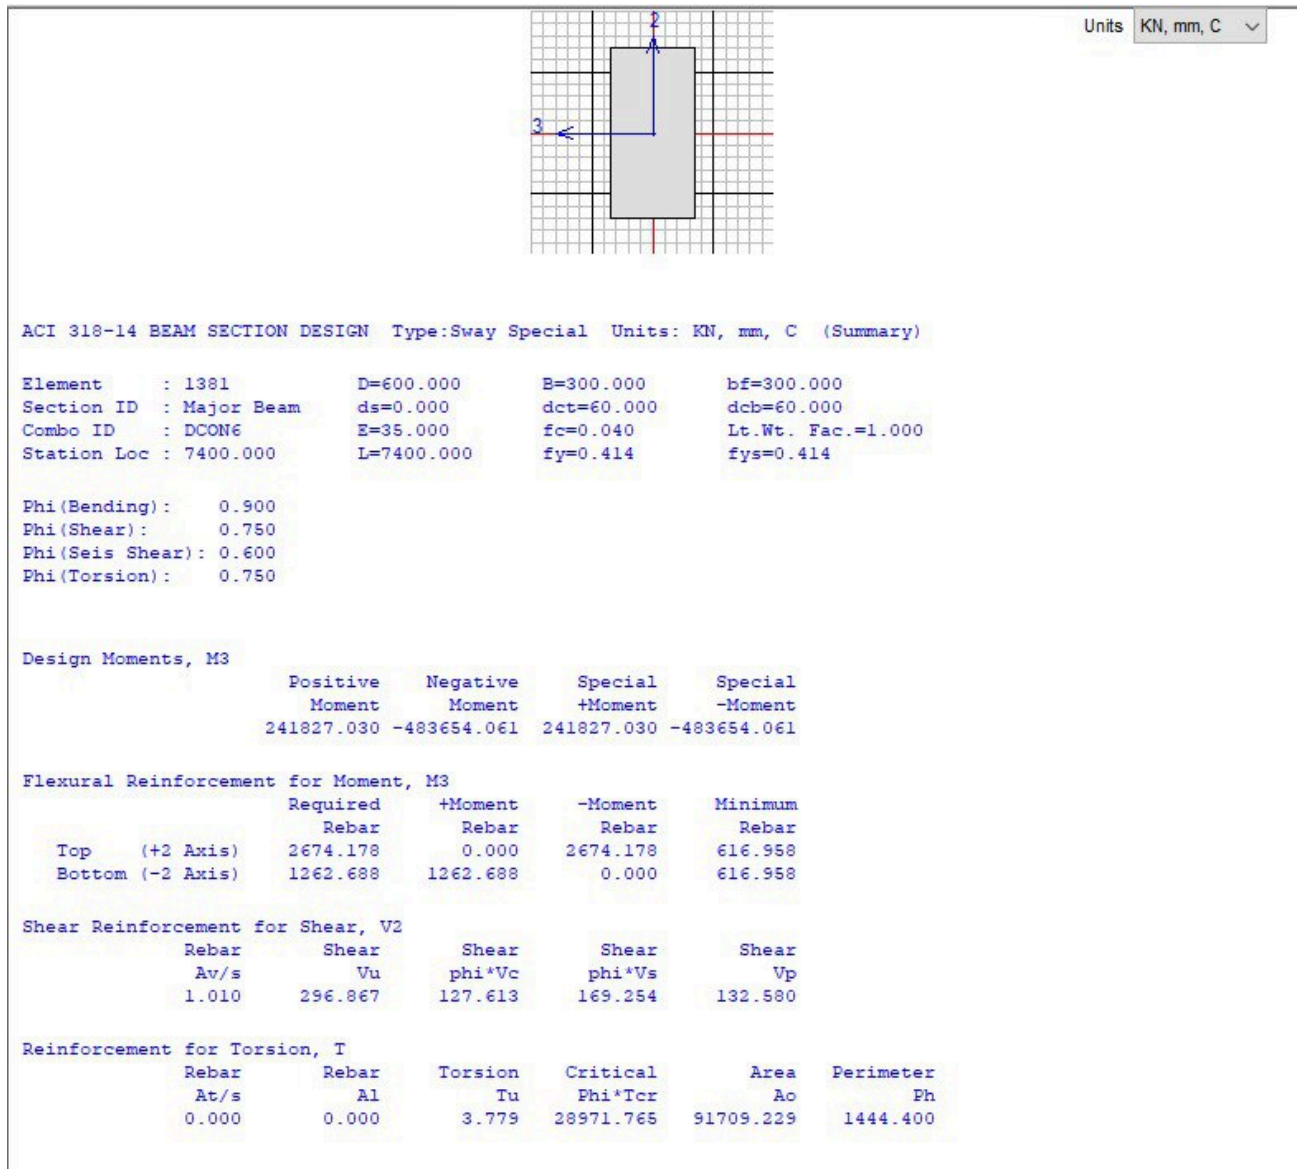 2
Units KN, mm, C
3
ACI 318-14 BEAM SECTION DESIGN Type:Sway Special Units: KN, mm, C (Summary)
Element : 1381 D=600.000 B=300.000 bf=300.000
Section ID : Major Beam ds=0.000 dct=60.000 dcb=60.000
Combo ID : DCON6 E=35.000 fc=0.040 Lt.Wt. Fac.=1.000
Station Loc : 7400.000 L=7400.000 fy=0.414 fys=0.414
Phi(Bending): 0.900
Phi(Shear): 0.750
Phi(Seis Shear): 0.600
Phi(Torsion): 0.750
Design Moments, M3
Positive Negative Special Special
Moment Moment +Moment -Moment
241827.030 -483654.061 241827.030 -483654.061
Flexural Reinforcement for Moment, M3
Required +Moment -Moment Minimum
Rebar Rebar Rebar Rebar
Top (+2 Axis) 2674.178 0.000 2674.178 616.958
Bottom (-2 Axis) 1262.688 1262.688 0.000 616.958
Shear Reinforcement for Shear, V2
Rebar Shear Shear Shear Shear
Av/s Vu phi*Vc phi*Vs Vp
1.010 296.867 127.613 169.254 132.580
Reinforcement for Torsion, T
Rebar Rebar Torsion Critical Area Perimeter
At/s Al Tu Phi*Tcr Ao Ph
0.000 0.000 3.779 28971.765 91709.229 1444.400